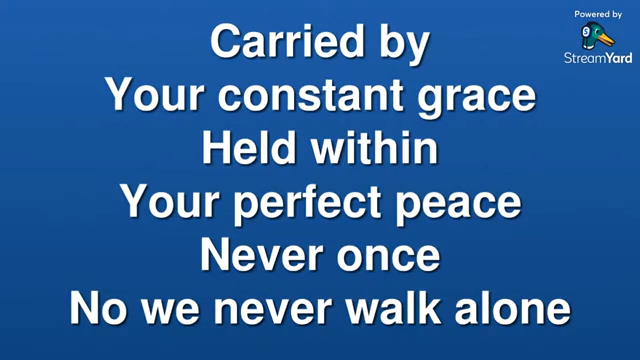 Powered by
StreamYard
Carried by
Your constant grace
Held within
Your perfect peace
Never once
No we never walk alone